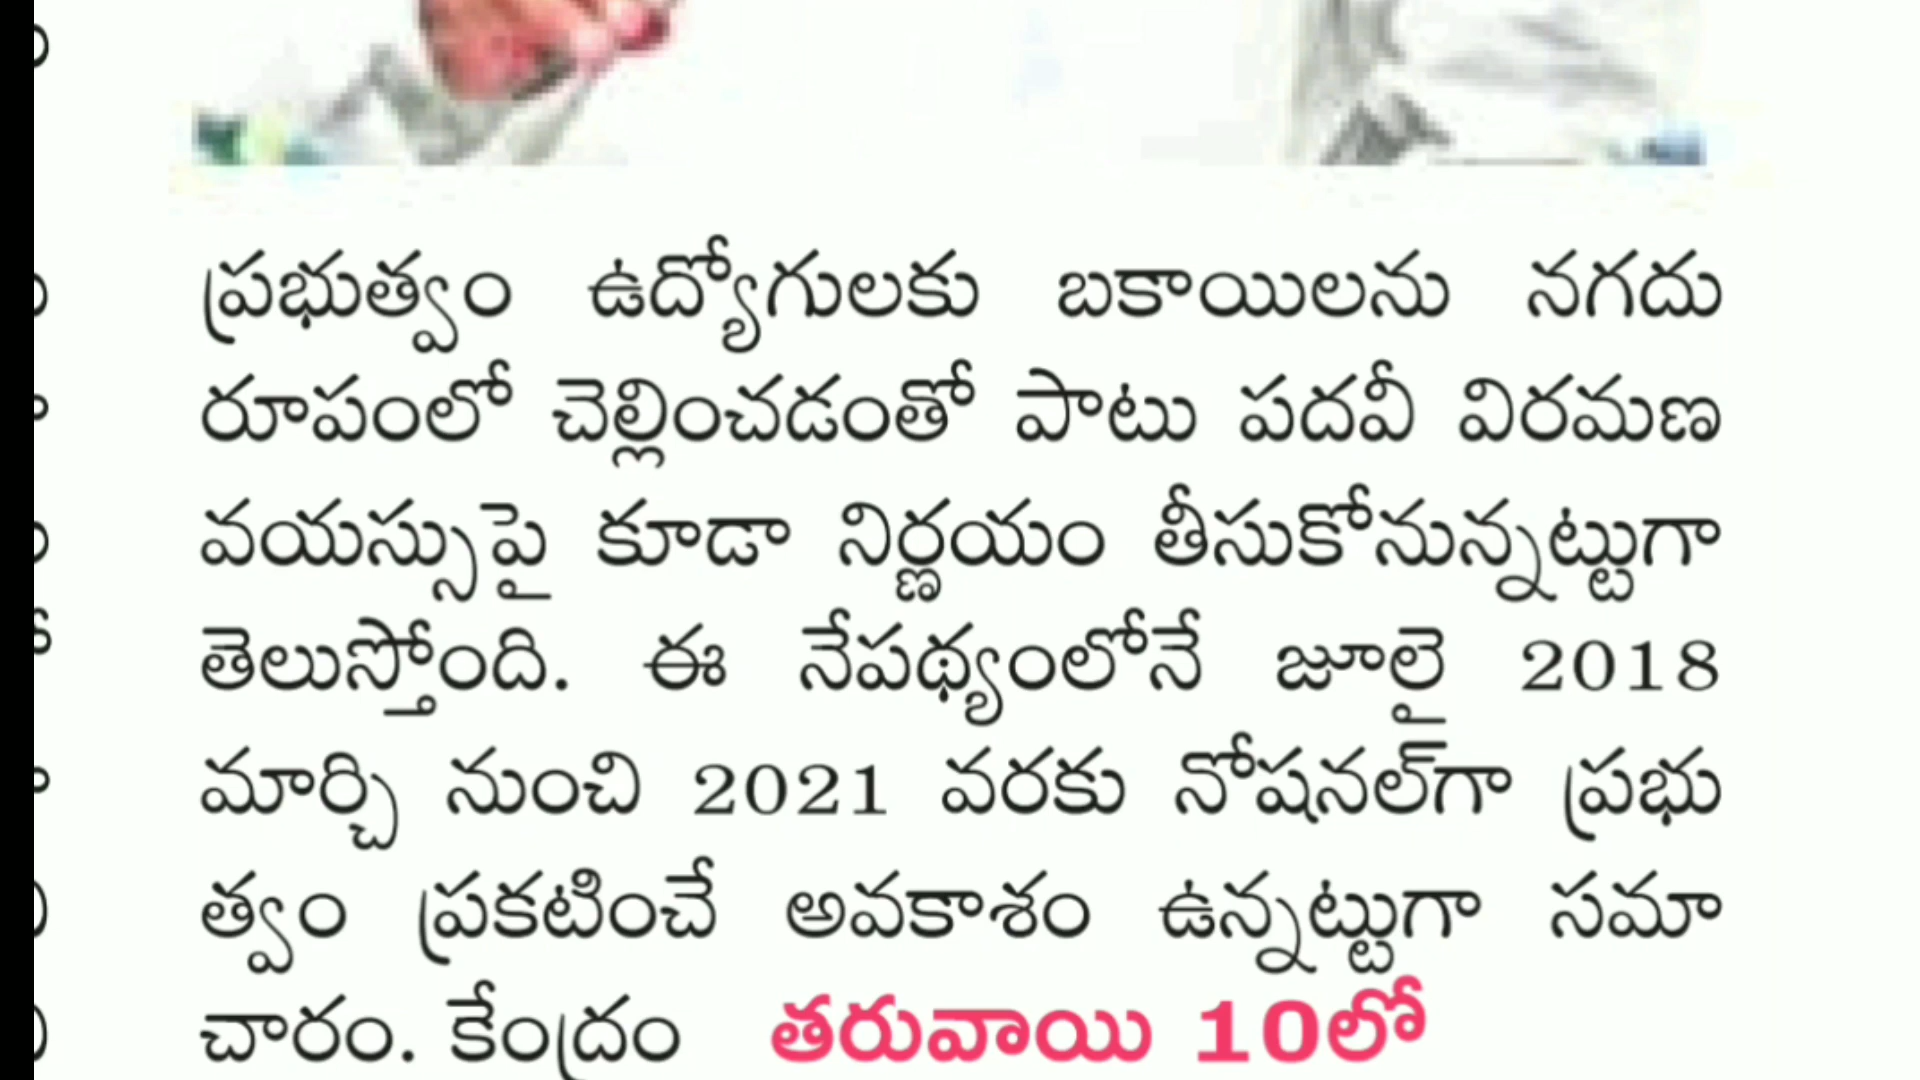 ప్రభుత్వం ఉద్యోగులకు బకాయిలను నగదు
రూపంలో చెల్లించడంతో పాటు పదవీ విరమణ
వయస్సుపై కూడా నిర్ణయం తీసుకోనున్నట్టుగా
తెలుస్తోంది. ఈ నేపథ్యంలోనే జూలై 2018
మార్చి నుంచి 2021 వరకు నోషనల్‌గా ప్రభు
త్వం ప్రకటించే అవకాశం ఉన్నట్టుగా సమా
చారం. కేంద్రం తరువాయి 10లో